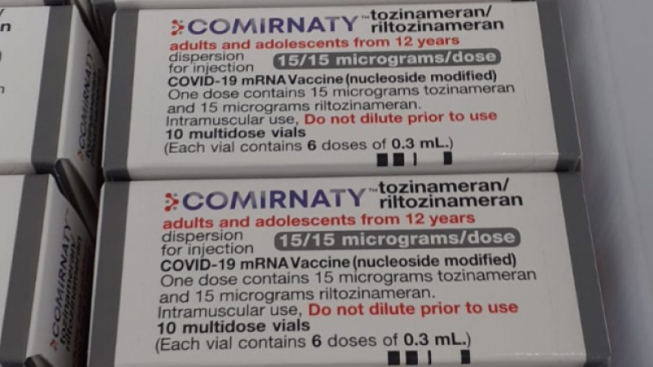 COMIRNATY™ tozinameran/
riltozinameran
adults and adolescents from 12 years
dispersion
for injection
15/15 micrograms/dose
COVID-19 mRNA Vaccine (nucleoside modified)
One dose contains 15 micrograms tozinameran
and 15 micrograms riltozinameran.
Intramuscular use, Do not dilute prior to use
10 multidose vials
(Each vial contains 6 doses of 0.3 mL.)
COMIRNATY™ tozinameran/
riltozinameran
adults and adolescents from 12 years
dispersion
for injection
15/15 micrograms/dose
COVID-19 mRNA Vaccine (nucleoside modified)
One dose contains 15 micrograms tozinameran
and 15 micrograms riltozinameran.
Intramuscular use, Do not dilute prior to use
10 multidose vials
(Each vial contains 6 doses of 0.3 mL.)
COMIRNATY
COMIRNATY
tozinameran/